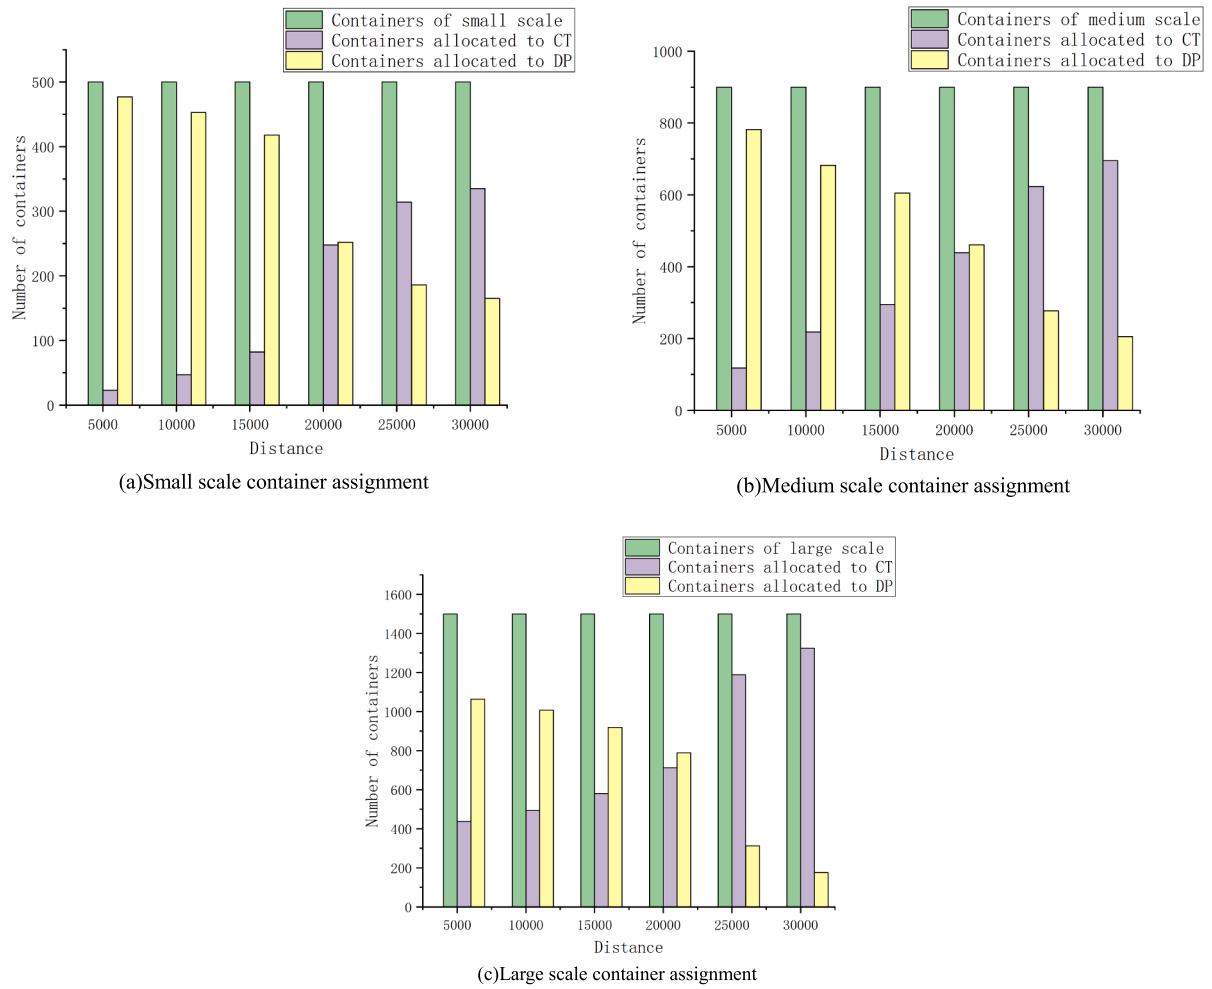 Containers of small scale
Containers allocated to CT
Containers allocated to DP
500
400
300
200
100
0
Number of containers
5000 10000 15000 20000 25000 30000
Distance
(a)Small scale container assignment
Containers of medium scale
Containers allocated to CT
Containers allocated to DP
1000
800
600
400
200
0
Number of containers
5000 10000 15000 20000 25000 30000
Distance
(b)Medium scale container assignment
Containers of large scale
Containers allocated to CT
Containers allocated to DP
1600
1400
1200
1000
800
600
400
200
0
Number of containers
5000 10000 15000 20000 25000 30000
Distance
(c)Large scale container assignment